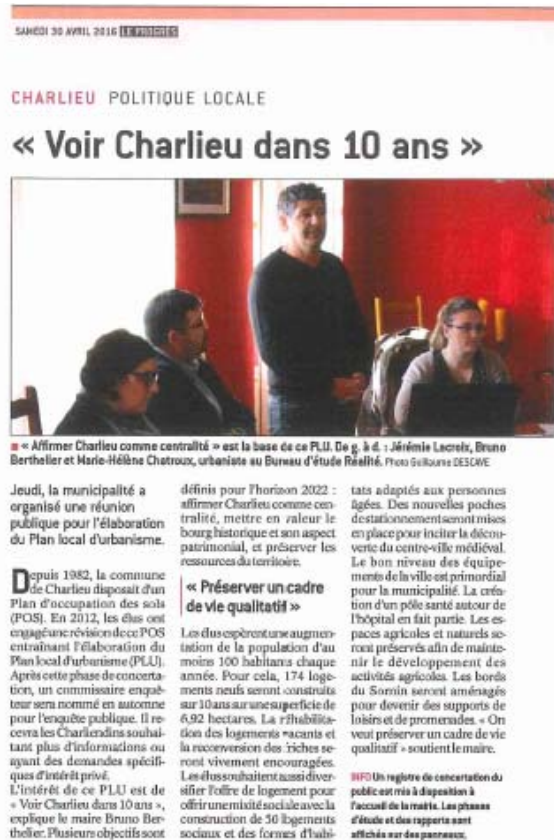 SAMEDI 30 AVRIL 2016 LE PROGRÈS
CHARLIEU POLITIQUE LOCALE
« Voir Charlieu dans 10 ans »
« Affirmer Charlieu comme centralité » est la base de ce PLU. De g. à d. : Jérémie Lacroix, Bruno
Berthelier et Marie-Hélène Chatroux, urbaniste au Bureau d'étude Réalité. Photo Guillaume DESCAVE
Jeudi, la municipalité a
organisé une réunion
publique pour l'élaboration
du Plan local d'urbanisme.
Depuis 1982, la commune
de Charlieu disposait d'un
Plan d'occupation des sols
(POS). En 2012, les élus ont
engagé une révision de ce POS
entraînant l'élaboration du
Plan local d'urbanisme (PLU).
Après cette phase de concerta-
tion, un commissaire enquê-
teur sera nommé en automne
pour l'enquête publique. Il re-
cevra les Charliendins souhai-
tant plus d'informations ou
ayant des demandes spécifi-
ques d'intérêt privé.
L'intérêt de ce PLU est de
« Voir Charlieu dans 10 ans »,
explique le maire Bruno Ber-
thelier. Plusieurs objectifs sont
définis pour l'horizon 2022 :
affirmer Charlieu comme cen-
tralité, mettre en valeur le
bourg historique et son aspect
patrimonial, et préserver les
ressources du territoire.
« Préserver un cadre
de vie qualitatif »
Les élus espèrent une augmen-
tation de la population d'au
moins 100 habitants chaque
année. Pour cela, 174 loge-
ments neufs seront construits
sur 10 ans sur une superficie de
6,92 hectares. La réhabilita-
tion des logements vacants et
la reconversion des friches se-
ront vivement encouragées.
Les élus souhaitent aussi diver-
sifier l'offre de logement pour
offrir une mixité sociale avec la
construction de 50 logements
sociaux et des formes d'habi-
tats adaptés aux personnes
âgées. Des nouvelles poches
de stationnement seront mises
en place pour inciter la décou-
verte du centre-ville médiéval.
Le bon niveau des équipe-
ments de la ville est primordial
pour la municipalité. La créa-
tion d'un pôle santé autour de
l'hôpital en fait partie. Les es-
paces agricoles et naturels se-
ront préservés afin de mainte-
nir le développement des
activités agricoles. Les bords
du Sornin seront aménagés
pour devenir des supports de
loisirs et de promenades. « On
veut préserver un cadre de vie
qualitatif » soutient le maire.
INFO Un registre de concertation du
public est mis à disposition à
l'accueil de la mairie. Les phases
d'étude et des rapports sont
affichés sur des panneaux.